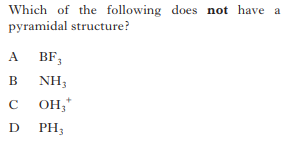 Which of the following does not have a
pyramidal structure?
A BF₃
B NH₃
C OH₃⁺
D PH₃